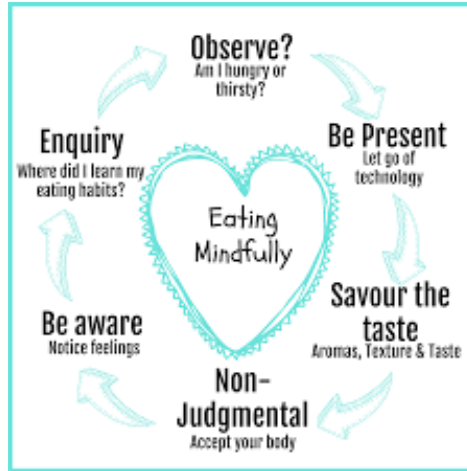 Observe?
Am I hungry or
thirsty?
Be Present
Let go of
technology
Savour the
taste
Aromas, Texture & Taste
Non-
Judgmental
Accept your body
Be aware
Notice feelings
Enquiry
Where did I learn my
eating habits?
Eating
Mindfully